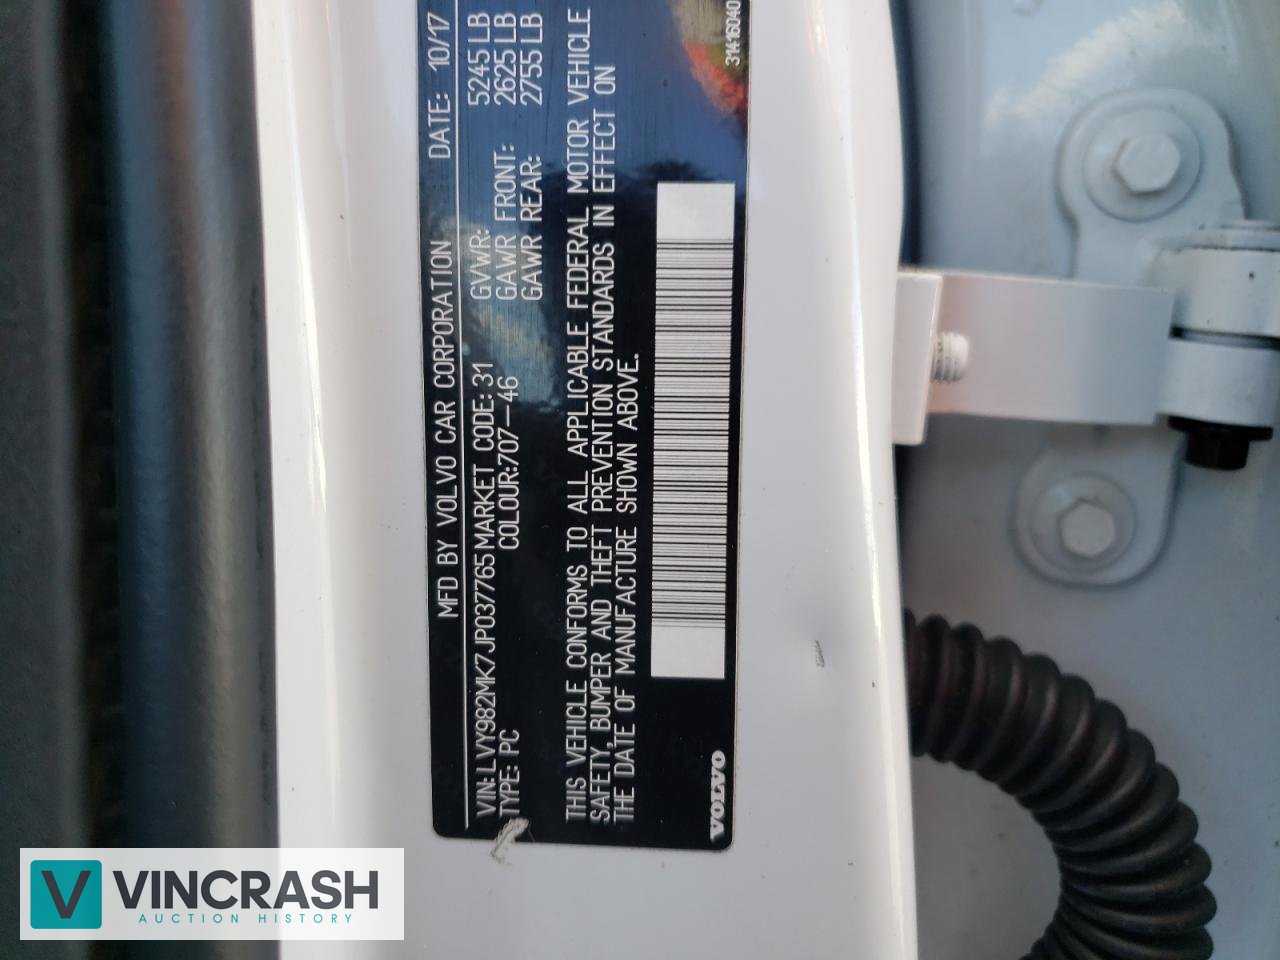 MFD BY VOLVO CAR CORPORATION DATE: 10/17
VIN: LVY982MK7JP037765 MARKET CODE: 31 GVWR: 5245 LB
TYPE: PC COLOUR: 707-46 GAWR FRONT: 2625 LB
GAWR REAR: 2755 LB
THIS VEHICLE CONFORMS TO ALL APPLICABLE FEDERAL MOTOR VEHICLE
SAFETY, BUMPER AND THEFT PREVENTION STANDARDS IN EFFECT ON
THE DATE OF MANUFACTURE SHOWN ABOVE.
VOLVO
31416040
V VINCRASH
AUCTION HISTORY